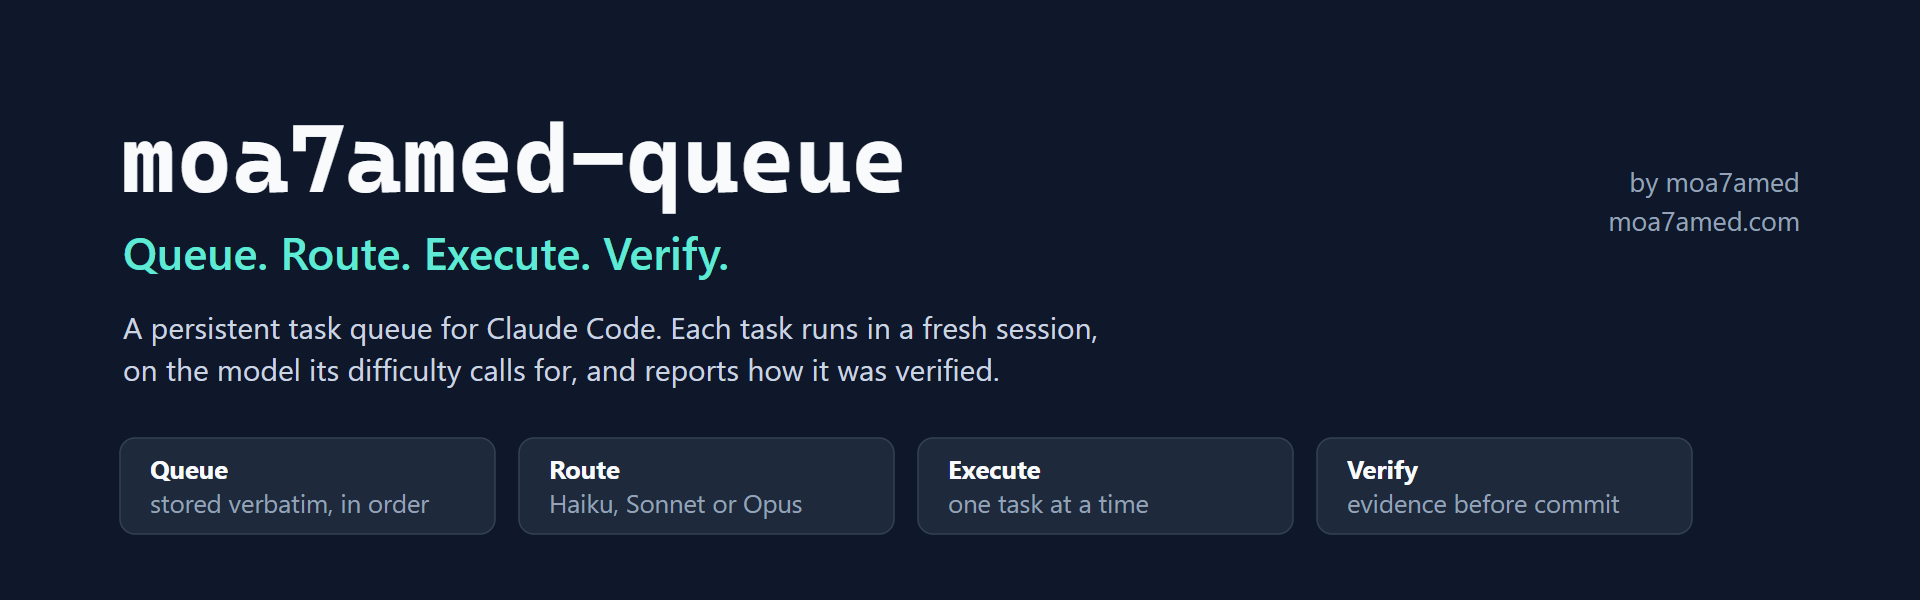 moa7amed-queue
by moa7amed
moa7amed.com
Queue. Route. Execute. Verify.
A persistent task queue for Claude Code. Each task runs in a fresh session,
on the model its difficulty calls for, and reports how it was verified.
Queue
stored verbatim, in order
Route
Haiku, Sonnet or Opus
Execute
one task at a time
Verify
evidence before commit